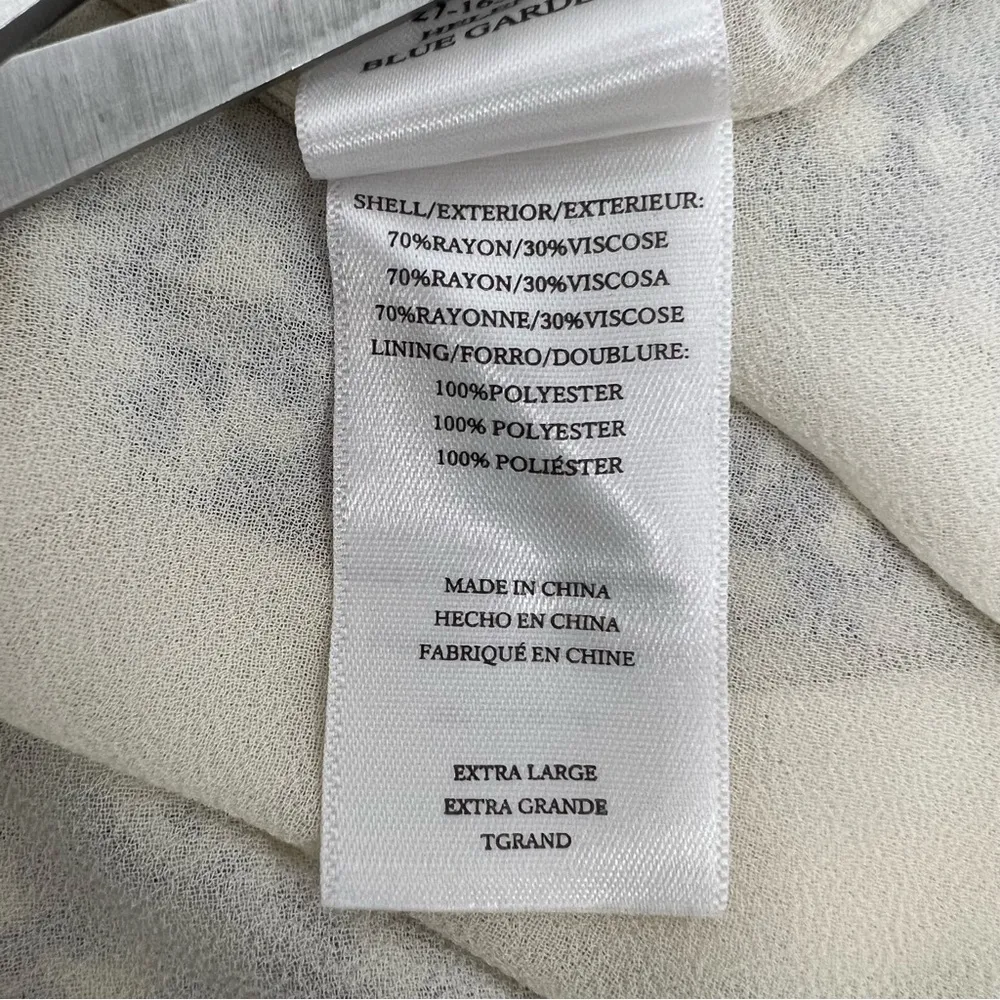 BLUE GARDE
SHELL/EXTERIOR/EXTERIEUR:
70%RAYON/30%VISCOSE
70%RAYON/30%VISCOSA
70%RAYONNE/30%VISCOSE
LINING/FORRO/DOUBLURE:
100%POLYESTER
100% POLYESTER
100% POLIÉSTER
MADE IN CHINA
HECHO EN CHINA
FABRIQUÉ EN CHINE
EXTRA LARGE
EXTRA GRANDE
TGRAND